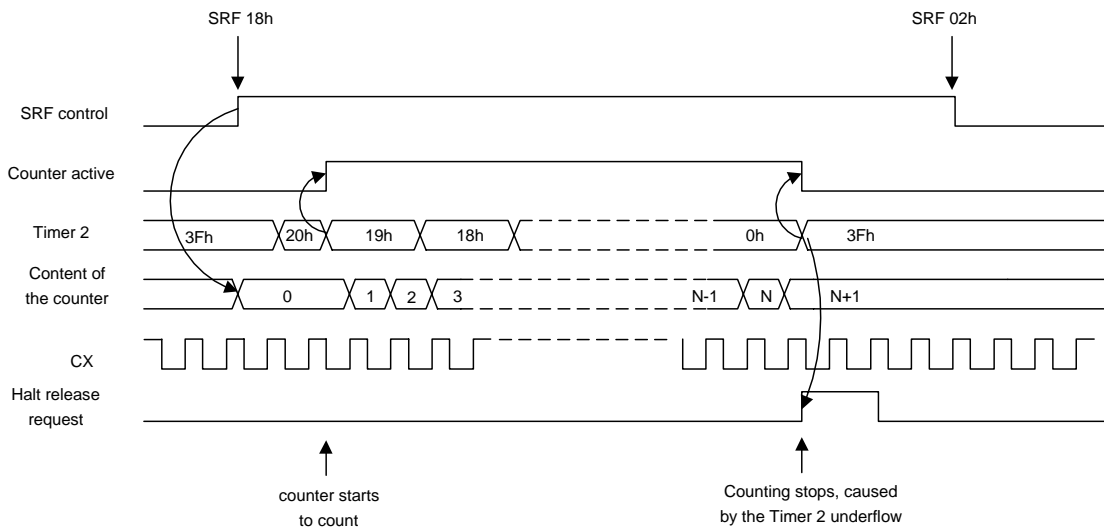 SRF 18h
SRF 02h
SRF control
Counter active
Timer 2
3Fh
20h
19h
18h
0h
3Fh
Content of
the counter
0
1
2
3
N-1
N
N+1
CX
Halt release
request
counter starts
to count
Counting stops, caused
by the Timer 2 underflow